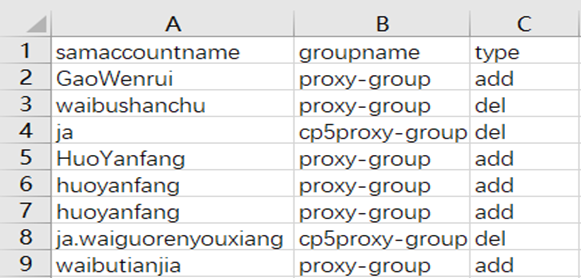 A B C
1 samaccountname groupname type
2 GaoWenrui proxy-group add
3 waibushanchu proxy-group del
4 ja cp5proxy-group del
5 HuoYanfang proxy-group add
6 huoyanfang proxy-group add
7 huoyanfang proxy-group add
8 ja.waiguorenyouxiang cp5proxy-group del
9 waibutianjia proxy-group add